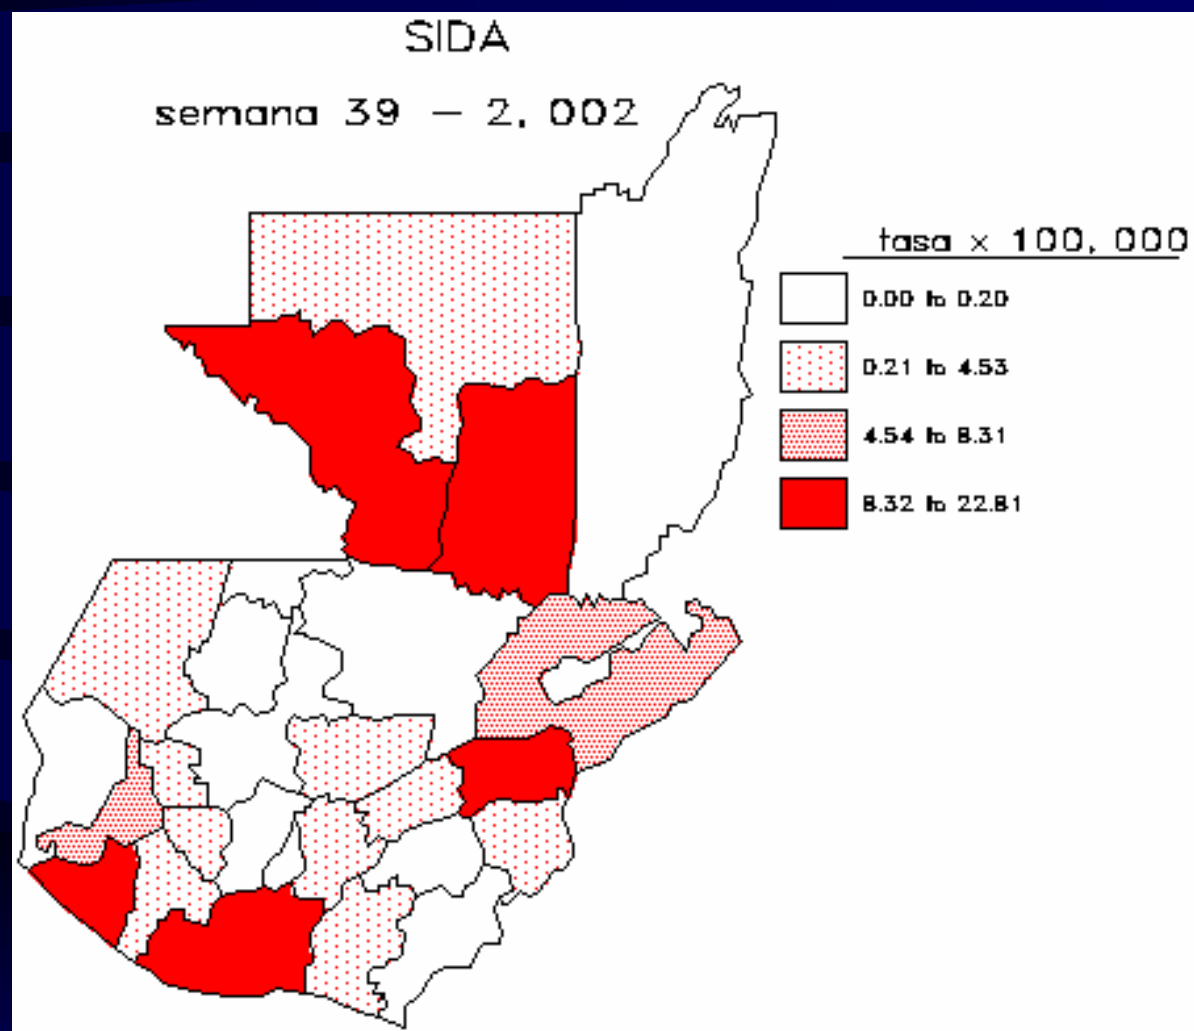 SIDA
semana 39 - 2,002
tasa x 100,000
0.00 to 0.20
0.21 to 4.53
4.54 to 8.31
8.32 to 22.81